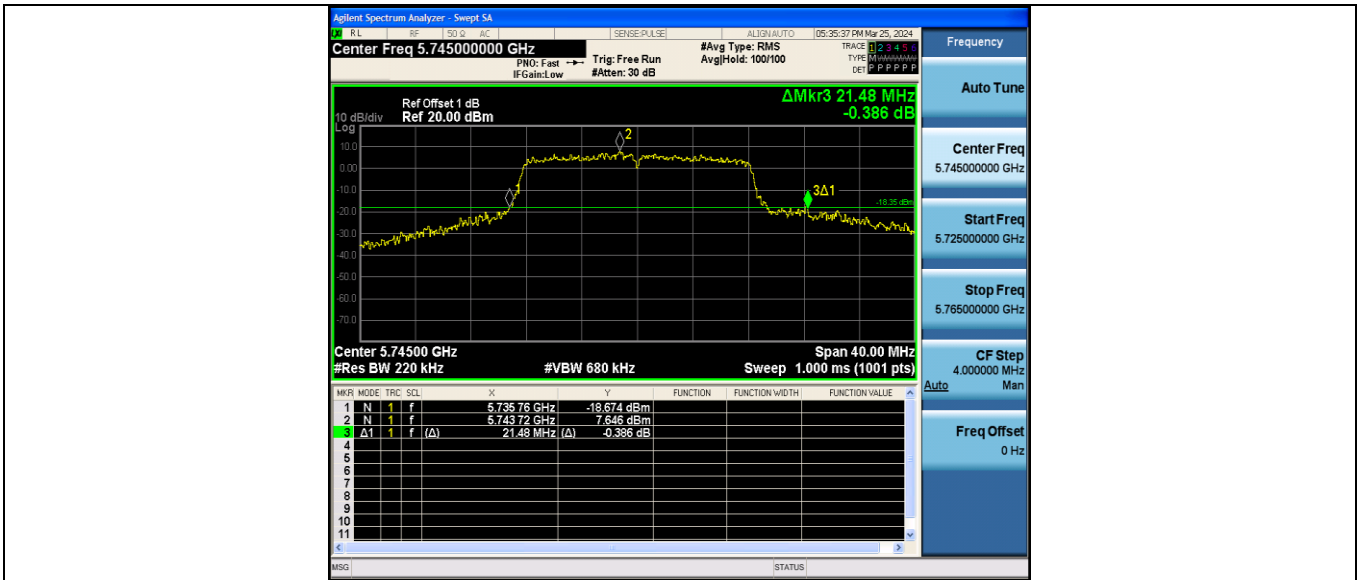 Agilent Spectrum Analyzer - Swept SA
LXI RL RF 50 Ω AC SENSE:PULSE ALIGNAUTO 05:35:37 PM Mar 25, 2024
Center Freq 5.745000000 GHz
PNO: Fast
IFGain:Low
Trig: Free Run
#Atten: 30 dB
#Avg Type: RMS
Avg|Hold: 100/100
TRACE 1 2 3 4 5 6
TYPE M
DET P P P P P P
ΔMkr3 21.48 MHz
-0.386 dB
Ref Offset 1 dB
10 dB/div Ref 20.00 dBm
Log
10.0
0.00
-10.0
-20.0
-30.0
-40.0
-50.0
-60.0
-70.0
1
2
3Δ1
-18.35 dBm
Center 5.74500 GHz Span 40.00 MHz
#Res BW 220 kHz #VBW 680 kHz Sweep 1.000 ms (1001 pts)
MKR MODE TRC SCL X Y FUNCTION FUNCTION WIDTH FUNCTION VALUE
1 N 1 f 5.735 76 GHz -18.674 dBm
2 N 1 f 5.743 72 GHz 7.646 dBm
3 Δ1 1 f (Δ) 21.48 MHz (Δ) -0.386 dB
4
5
6
7
8
9
10
11
MSG STATUS
Frequency
Auto Tune
Center Freq
5.745000000 GHz
Start Freq
5.725000000 GHz
Stop Freq
5.765000000 GHz
CF Step
4.000000 MHz
Auto Man
Freq Offset
0 Hz